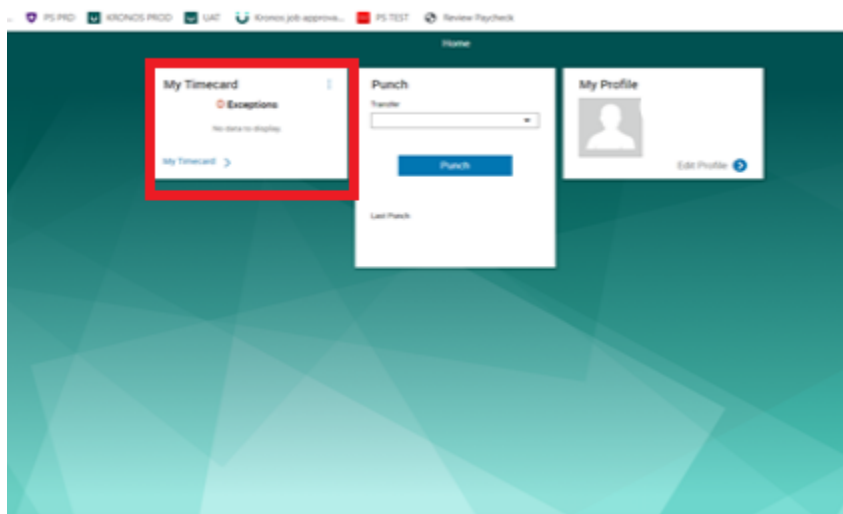 PS PRD KRONOS PROD UAT Kronos job approva... PS TEST Review Paycheck
Home
My Timecard
0 Exceptions
No data to display.
My Timecard
Punch
Transfer
Punch
Last Punch
My Profile
Edit Profile